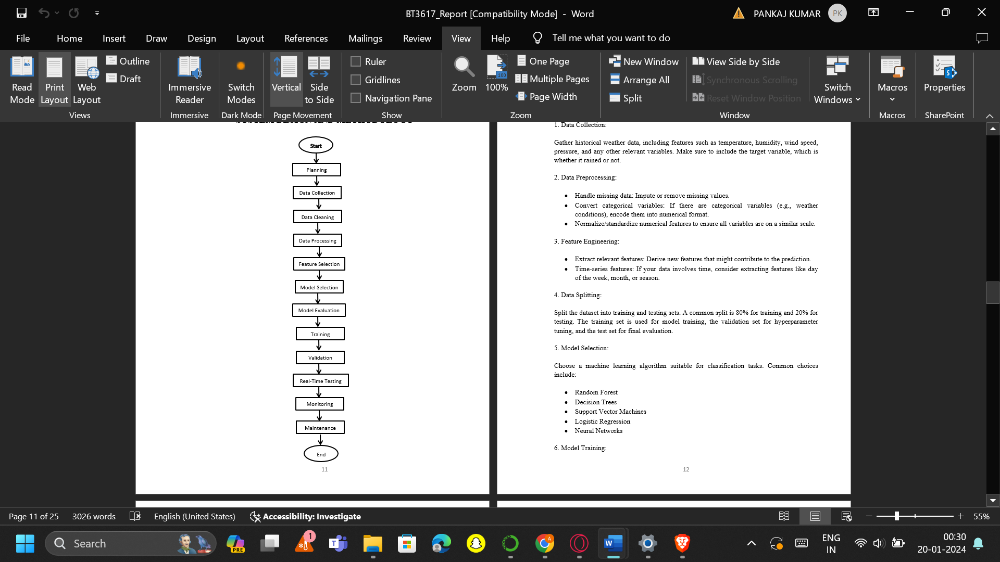 BT3617_Report [Compatibility Mode] - Word
PANKAJ KUMAR
PK
File Home Insert Draw Design Layout References Mailings Review View Help Tell me what you want to do
Read Mode
Print Layout
Web Layout
Outline
Draft
Views
Immersive Reader
Immersive
Switch Modes
Dark Mode
Vertical
Side to Side
Page Movement
Ruler
Gridlines
Navigation Pane
Show
Zoom
100
100%
One Page
Multiple Pages
Page Width
Zoom
New Window
Arrange All
Split
View Side by Side
Synchronous Scrolling
Reset Window Position
Switch Windows
Window
Macros
Macros
Properties
SharePoint
SYSTEM DESIGN AND METHODOLOGY
Start
Planning
Data Collection
Data Cleaning
Data Processing
Feature Selection
Model Selection
Model Evaluation
Training
Validation
Real-Time Testing
Monitoring
Maintenance
End
11
1. Data Collection:
Gather historical weather data, including features such as temperature, humidity, wind speed,
pressure, and any other relevant variables. Make sure to include the target variable, which is
whether it rained or not.
2. Data Preprocessing:
• Handle missing data: Impute or remove missing values.
• Convert categorical variables: If there are categorical variables (e.g., weather
conditions), encode them into numerical format.
• Normalize/standardize numerical features to ensure all variables are on a similar scale.
3. Feature Engineering:
• Extract relevant features: Derive new features that might contribute to the prediction.
• Time-series features: If your data involves time, consider extracting features like day
of the week, month, or season.
4. Data Splitting:
Split the dataset into training and testing sets. A common split is 80% for training and 20% for
testing. The training set is used for model training, the validation set for hyperparameter
tuning, and the test set for final evaluation.
5. Model Selection:
Choose a machine learning algorithm suitable for classification tasks. Common choices
include:
• Random Forest
• Decision Trees
• Support Vector Machines
• Logistic Regression
• Neural Networks
6. Model Training:
12
Page 11 of 25 3026 words English (United States) Accessibility: Investigate 55%
Search
PRE
1
T
A
W
ENG
IN
00:30
20-01-2024